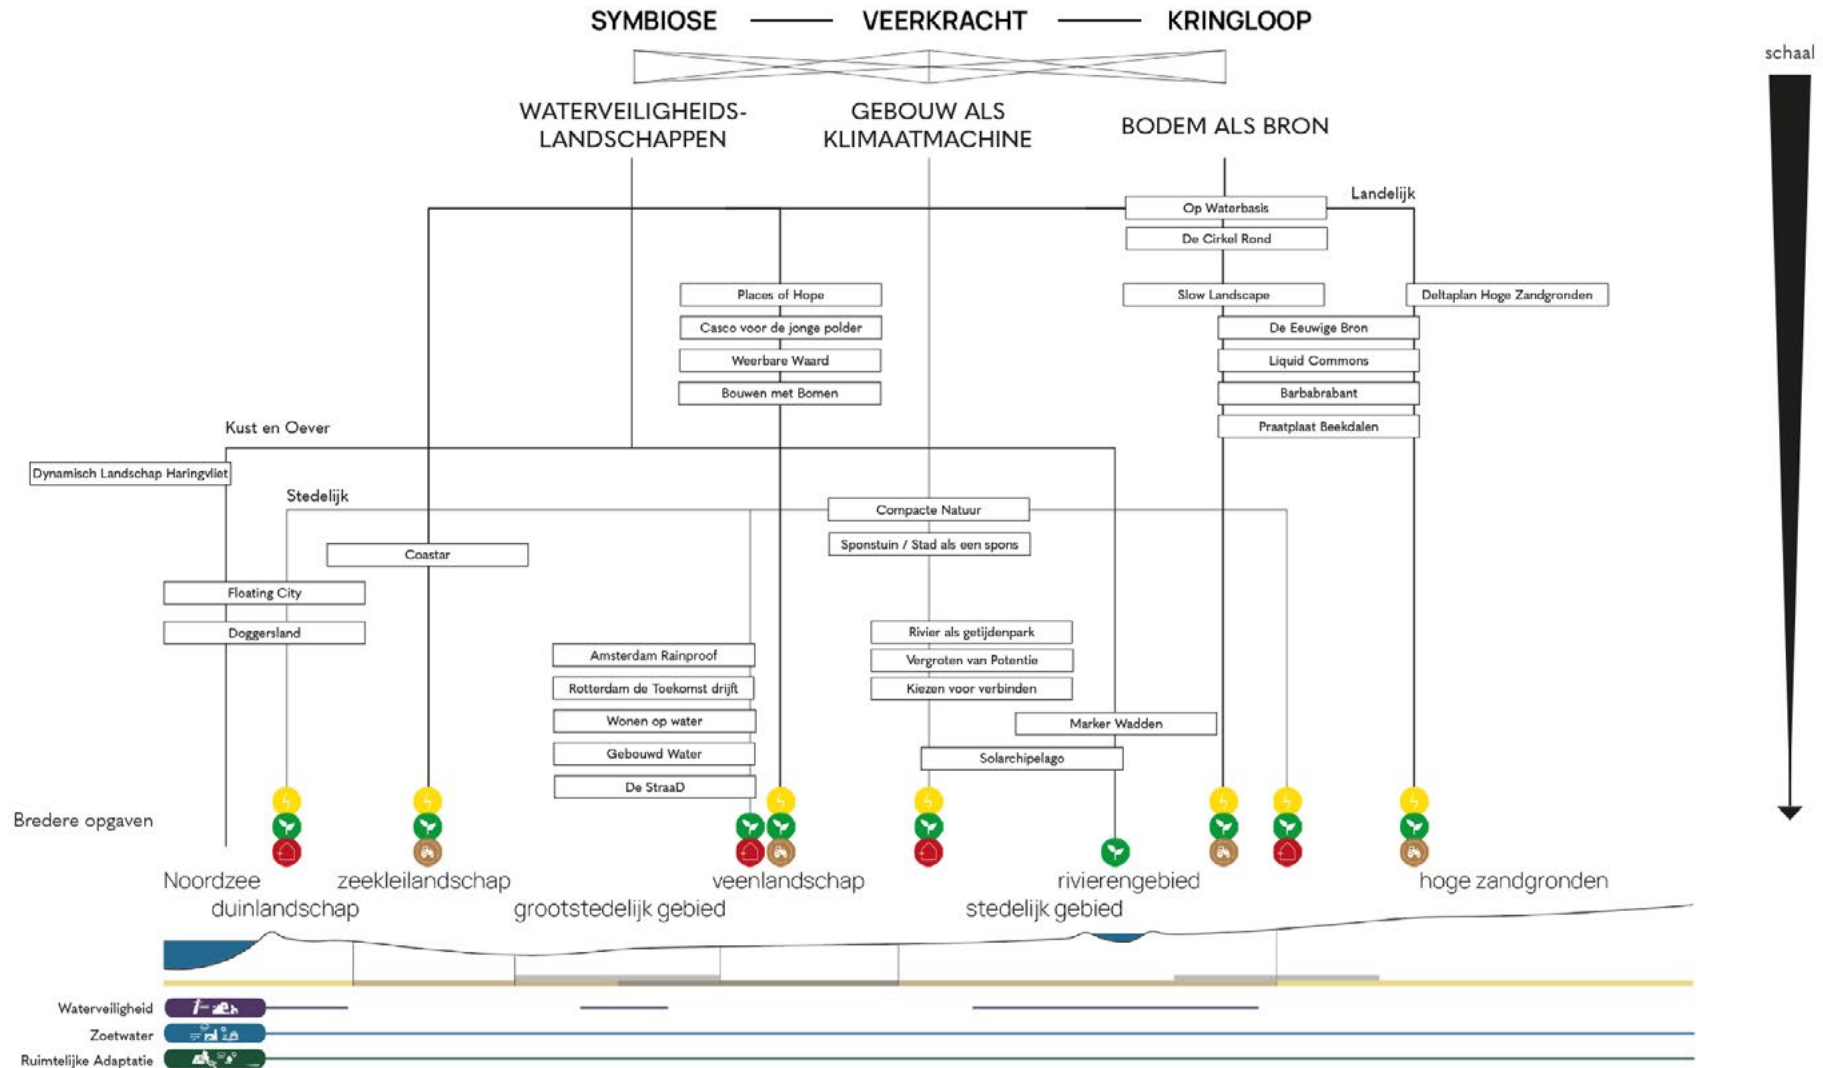 SYMBIOSE
VEERKRACHT
KRINGLOOP
schaal
WATERVEILIGHEIDS-
LANDSCHAPPEN
GEBOUW ALS
KLIMAATMACHINE
BODEM ALS BRON
Landelijk
Op Waterbasis
De Cirkel Rond
Places of Hope
Slow Landscape
Deltaplan Hoge Zandgronden
Casco voor de jonge polder
De Eeuwige Bron
Weerbare Waard
Liquid Commons
Bouwen met Bomen
Barbabrabant
Kust en Oever
Praatplaat Beekdalen
Dynamisch Landschap Haringvliet
Stedelijk
Compacte Natuur
Coastar
Sponstuin / Stad als een spons
Floating City
Doggersland
Rivier als getijdenpark
Amsterdam Rainproof
Vergroten van Potentie
Rotterdam de Toekomst drijft
Kiezen voor verbinden
Wonen op water
Marker Wadden
Gebouwd Water
Solarchipelago
De StraaD
Bredere opgaven
Noordzee
zeekleilandschap
veenlandschap
rivierengebied
hoge zandgronden
duinlandschap
grootstedelijk gebied
stedelijk gebied
Waterveiligheid
Zoetwater
Ruimtelijke Adaptatie